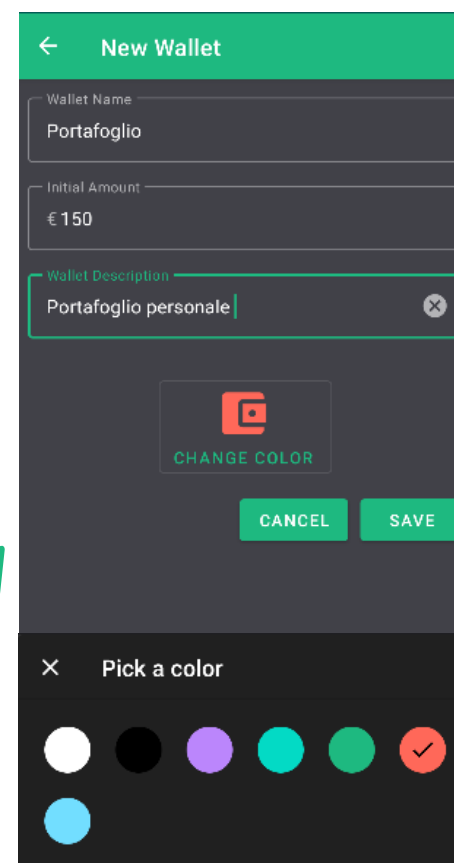 New Wallet
Wallet Name
Portafoglio
Initial Amount
€150
Wallet Description
Portafoglio personale
CHANGE COLOR
CANCEL SAVE
Pick a color